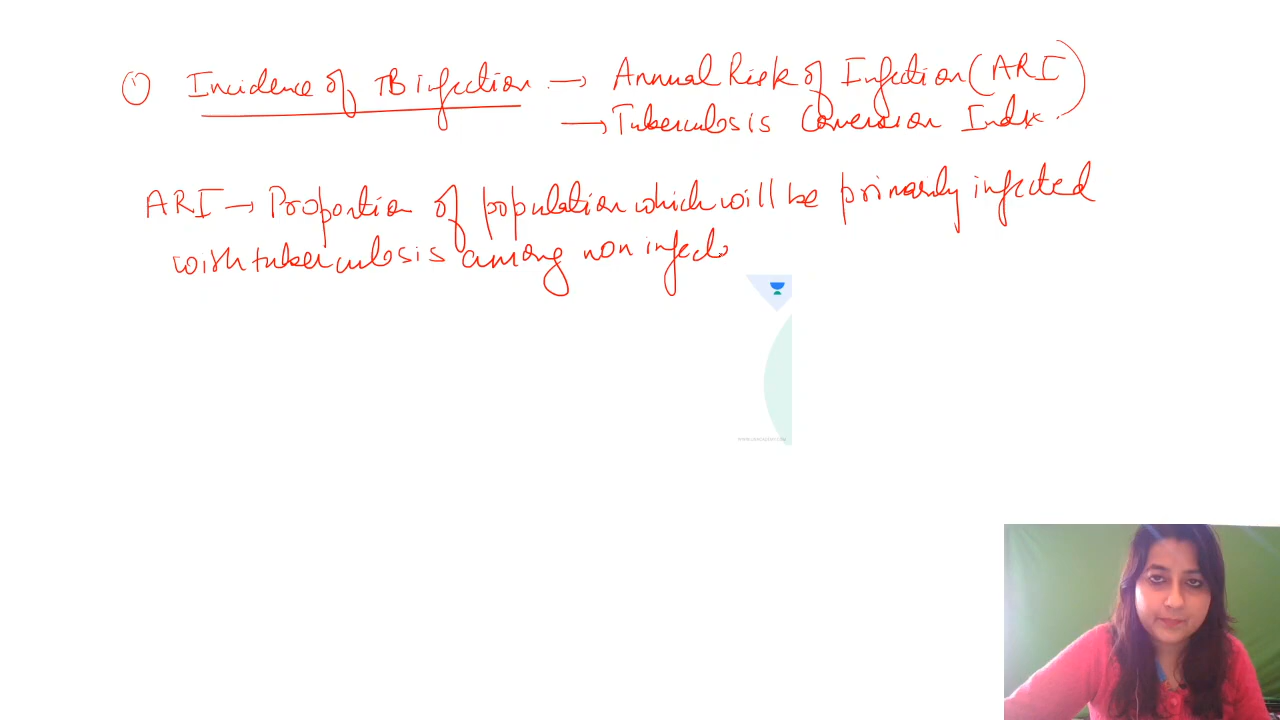 ① Incidence of TB infection → Annual Risk of Infection (ARI)
→ Tuberculosis Conversion Index.
ARI → Proportion of population which will be primarily infected
with tuberculosis among non infecte